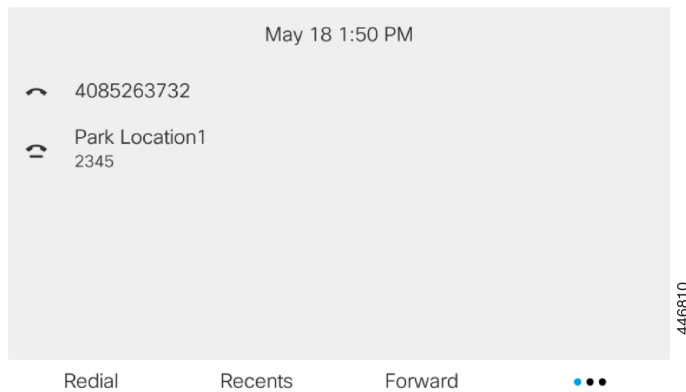 May 18 1:50 PM
4085263732
Park Location1
2345
446810
Redial Recents Forward